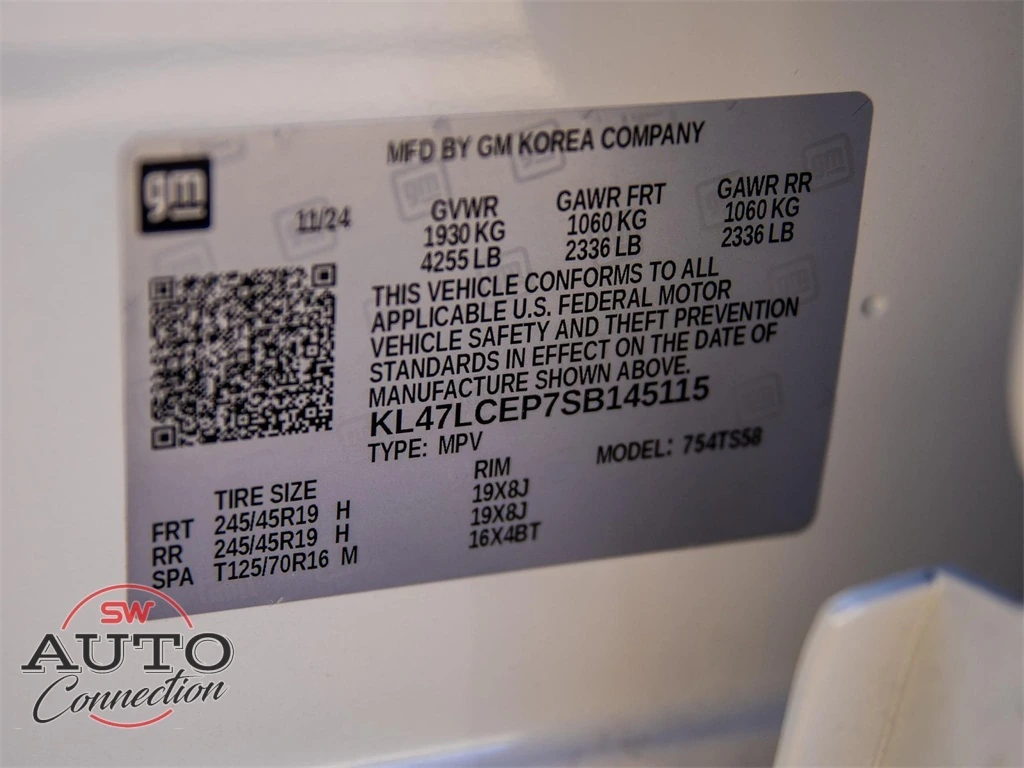 MFD BY GM KOREA COMPANY
gm
11/24
GVWR GAWR FRT GAWR RR
1930 KG 1060 KG 1060 KG
4255 LB 2336 LB 2336 LB
THIS VEHICLE CONFORMS TO ALL
APPLICABLE U.S. FEDERAL MOTOR
VEHICLE SAFETY AND THEFT PREVENTION
STANDARDS IN EFFECT ON THE DATE OF
MANUFACTURE SHOWN ABOVE.
KL47LCEP7SB145115
TYPE: MPV MODEL: 754TS58
TIRE SIZE RIM
FRT 245/45R19 H 19X8J
RR 245/45R19 H 19X8J
SPA T125/70R16 M 16X4BT
SW
AUTO
Connection